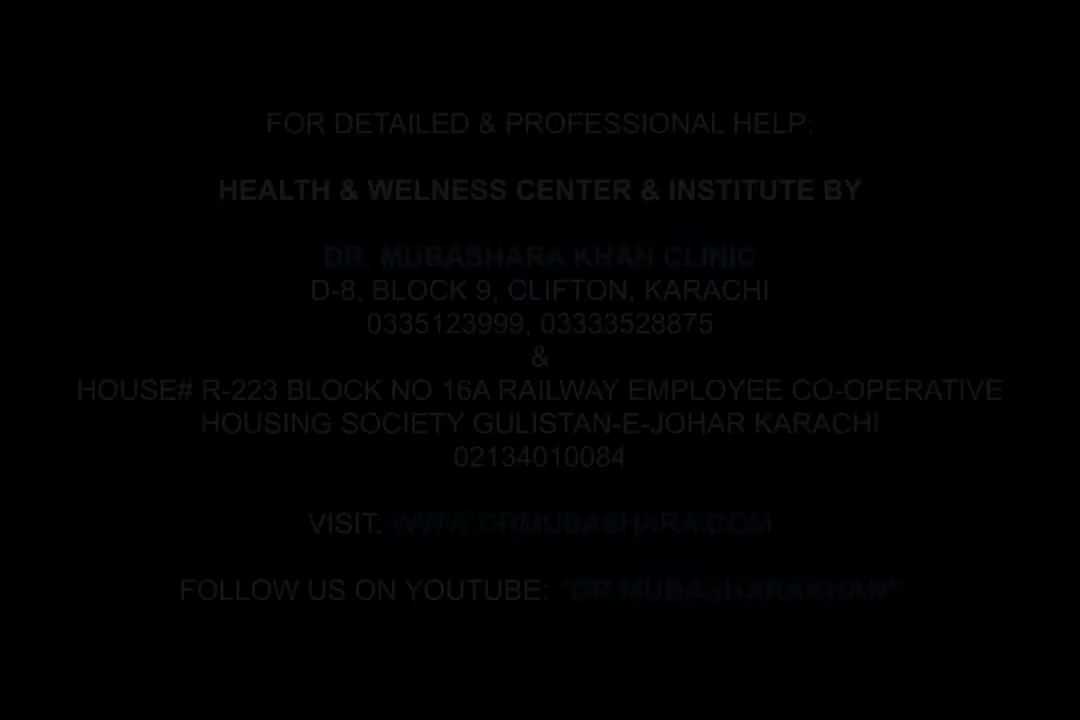 FOR DETAILED & PROFESSIONAL HELP:
HEALTH & WELNESS CENTER & INSTITUTE BY
DR. MUBASHARA KHAN CLINIC
D-8, BLOCK 9, CLIFTON, KARACHI
0335123999, 03333528875
&
HOUSE# R-223 BLOCK NO 16A RAILWAY EMPLOYEE CO-OPERATIVE
HOUSING SOCIETY GULISTAN-E-JOHAR KARACHI
02134010084
VISIT: WWW.DRMUBASHARA.COM
FOLLOW US ON YOUTUBE: "DR MUBASHARAKHAN"